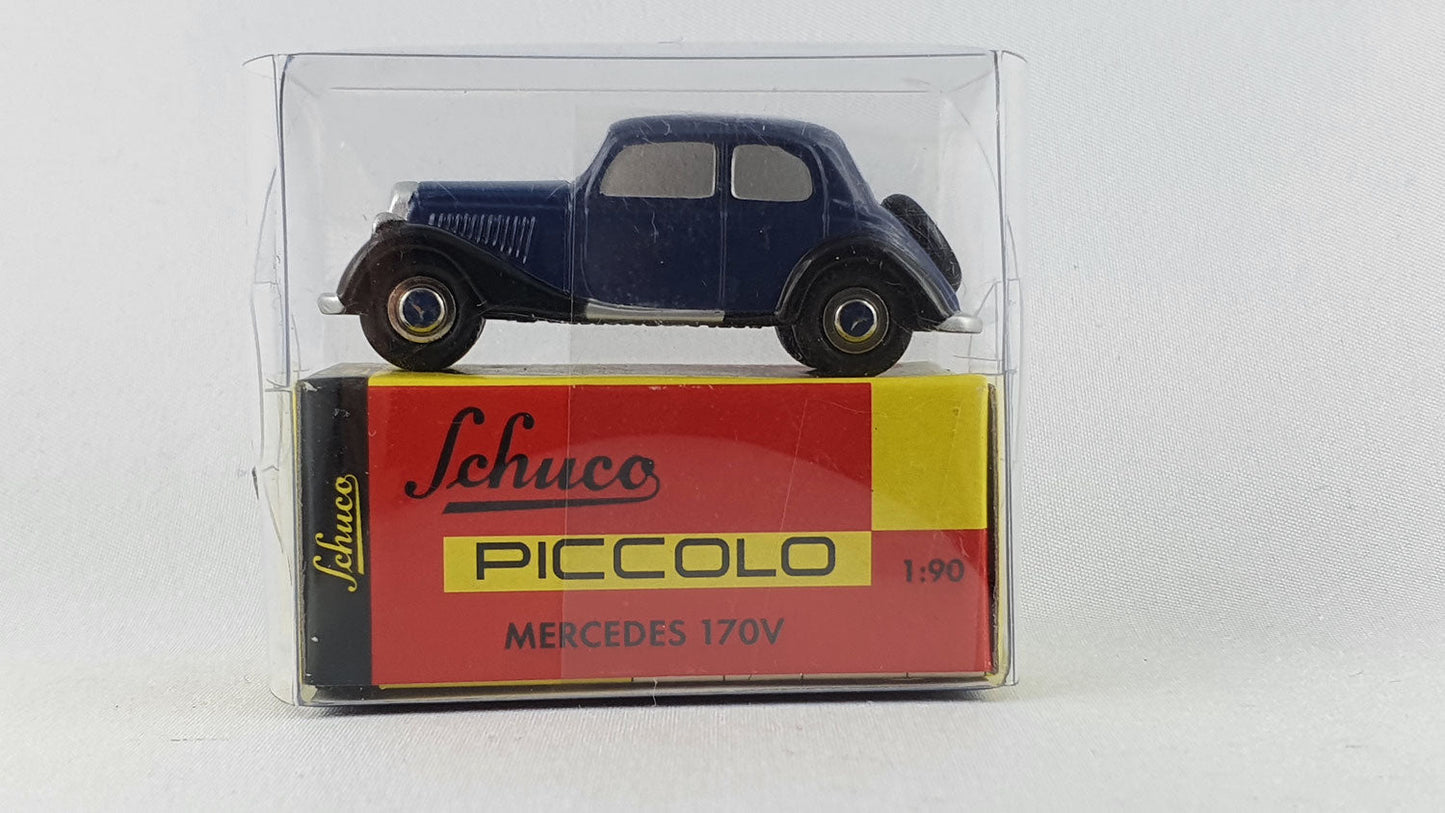 Schuco
Schuco
PICCOLO
1:90
MERCEDES 170V